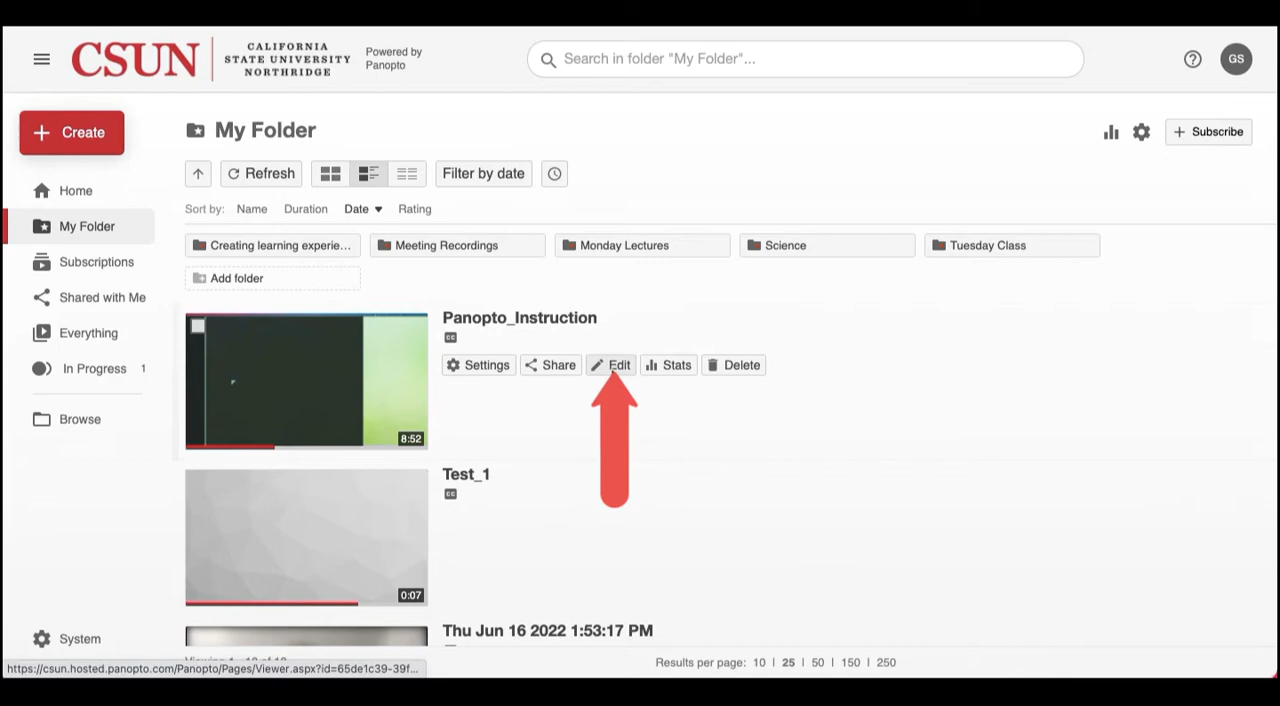 CSUN
CALIFORNIA
STATE UNIVERSITY
NORTHRIDGE
Powered by
Panopto
Search in folder "My Folder"...
GS
Create
My Folder
Subscribe
Refresh
Filter by date
Home
Sort by: Name Duration Date Rating
My Folder
Creating learning experie... Meeting Recordings Monday Lectures Science Tuesday Class
Subscriptions
Add folder
Shared with Me
Panopto_Instruction
Everything
CC
Settings Share Edit Stats Delete
In Progress 1
Browse
8:52
Test_1
CC
0:07
Thu Jun 16 2022 1:53:17 PM
System
Results per page: 10 | 25 | 50 | 150 | 250
https://csun.hosted.panopto.com/Panopto/Pages/Viewer.aspx?id=65de1c39-39f...